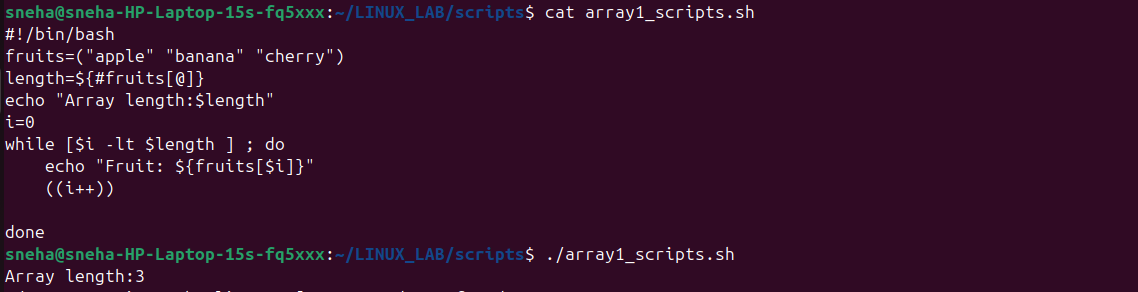 sneha@sneha-HP-Laptop-15s-fq5xxx:~/LINUX_LAB/scripts$ cat array1_scripts.sh
#!/bin/bash
fruits=("apple" "banana" "cherry")
length=${#fruits[@]}
echo "Array length:$length"
i=0
while [$i -lt $length ] ; do
    echo "Fruit: ${fruits[$i]}"
    ((i++))

done
sneha@sneha-HP-Laptop-15s-fq5xxx:~/LINUX_LAB/scripts$ ./array1_scripts.sh
Array length:3